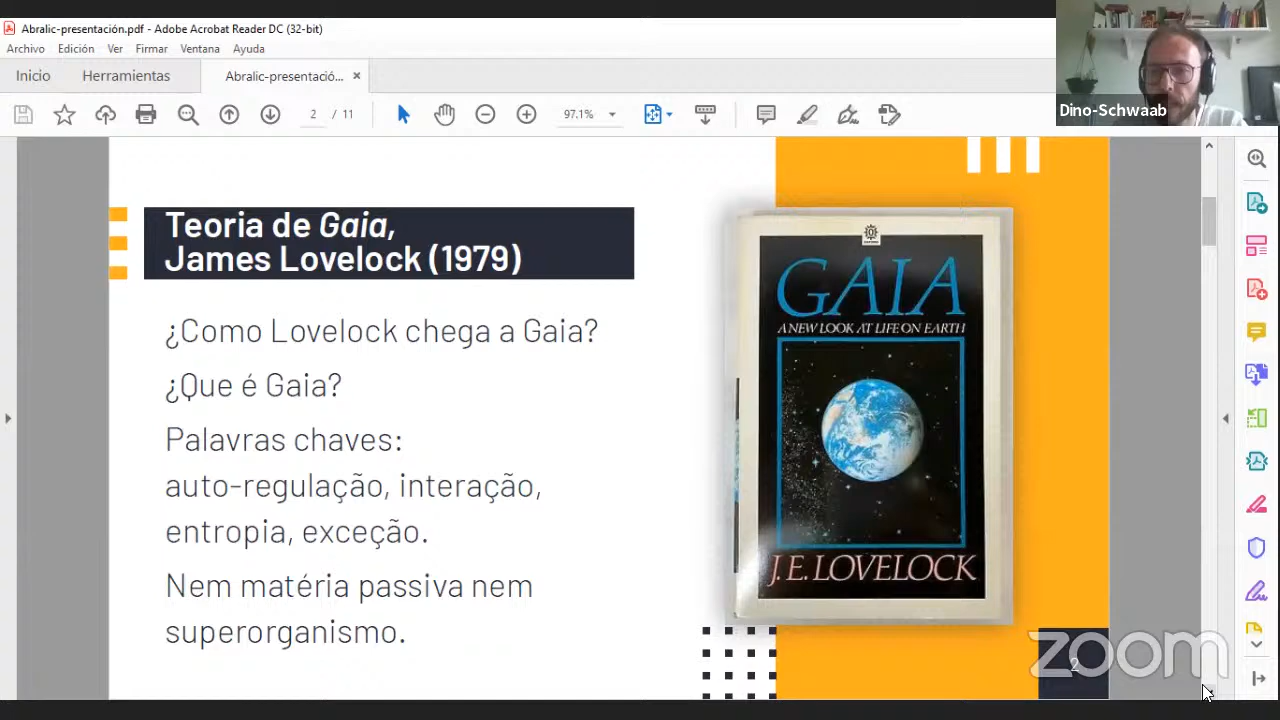 Abralic-presentación.pdf - Adobe Acrobat Reader DC (32-bit)
Archivo Edición Ver Firmar Ventana Ayuda
Inicio Herramientas Abralic-presentació... ×
2 / 11 97.1%
Dino-Schwaab
Teoria de Gaia,
James Lovelock (1979)
¿Como Lovelock chega a Gaia?
¿Que é Gaia?
Palavras chaves:
auto-regulação, interação,
entropia, exceção.
Nem matéria passiva nem
superorganismo.
GAIA
A NEW LOOK AT LIFE ON EARTH
J.E. LOVELOCK
2
zoom